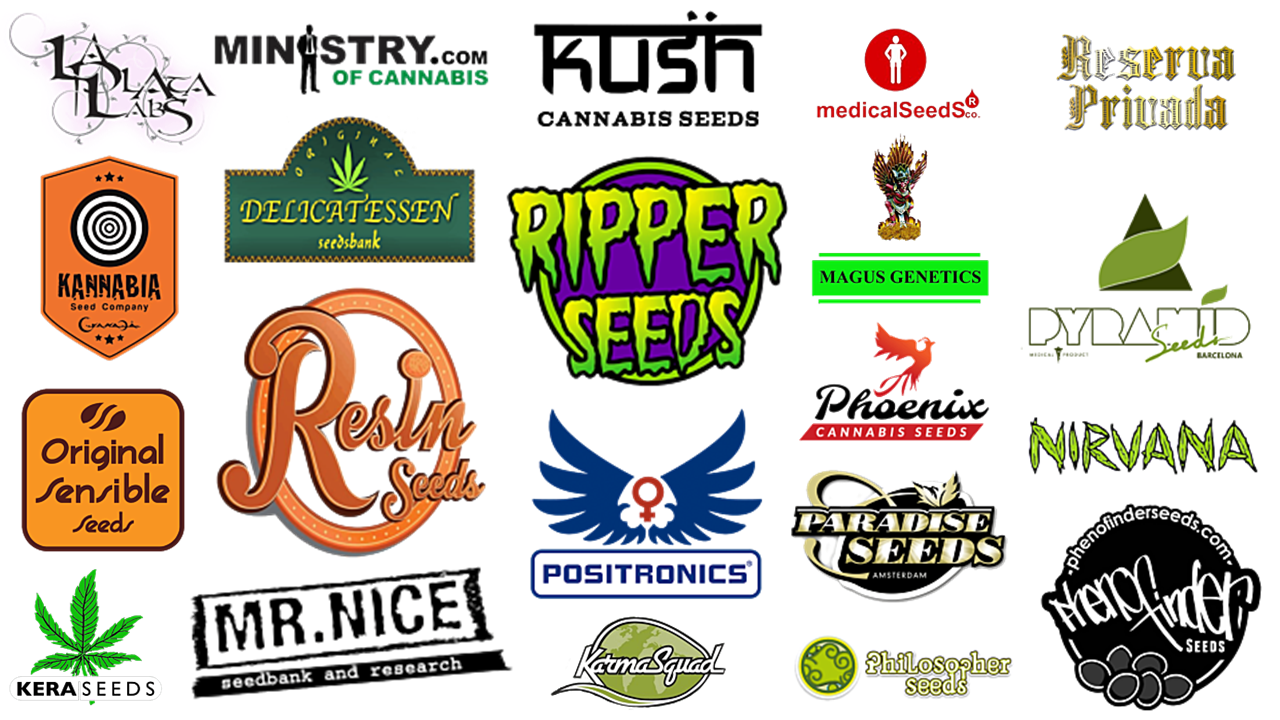 LA PLATA LABS
MINISTRY.COM
OF CANNABIS
KUSH
CANNABIS SEEDS
medicalSeedS co. R
Reserva
Privada
KANNABIA
Seed Company
ORIGINAL
DELICATESSEN
seedsbank
RIPPER
SEEDS
MAGUS GENETICS
PYRAMID
Seeds
MEDICAL PRODUCT
BARCELONA
Original
Sensible
Seeds
Resin
Seeds
Phoenix
CANNABIS SEEDS
NIRVANA
POSITRONICS®
PARADISE
SEEDS
AMSTERDAM
·phenofinderseeds.com·
Phenofinder
SEEDS
KERA SEEDS
MR.NICE
seedbank and research
KarmaSquad
Philosopher
seeds